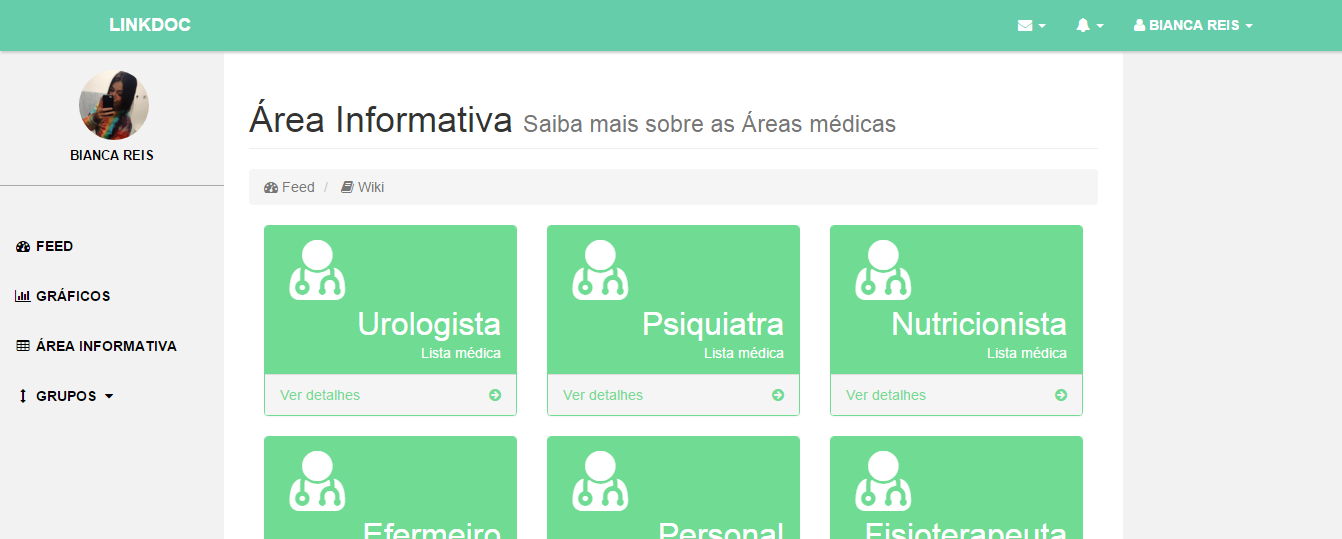 LINKDOC
BIANCA REIS
BIANCA REIS
FEED
GRÁFICOS
ÁREA INFORMATIVA
GRUPOS
Área Informativa Saiba mais sobre as Áreas médicas
Feed / Wiki
Urologista
Lista médica
Ver detalhes
Psiquiatra
Lista médica
Ver detalhes
Nutricionista
Lista médica
Ver detalhes
Efermeiro
Personal
Fisioterapeuta